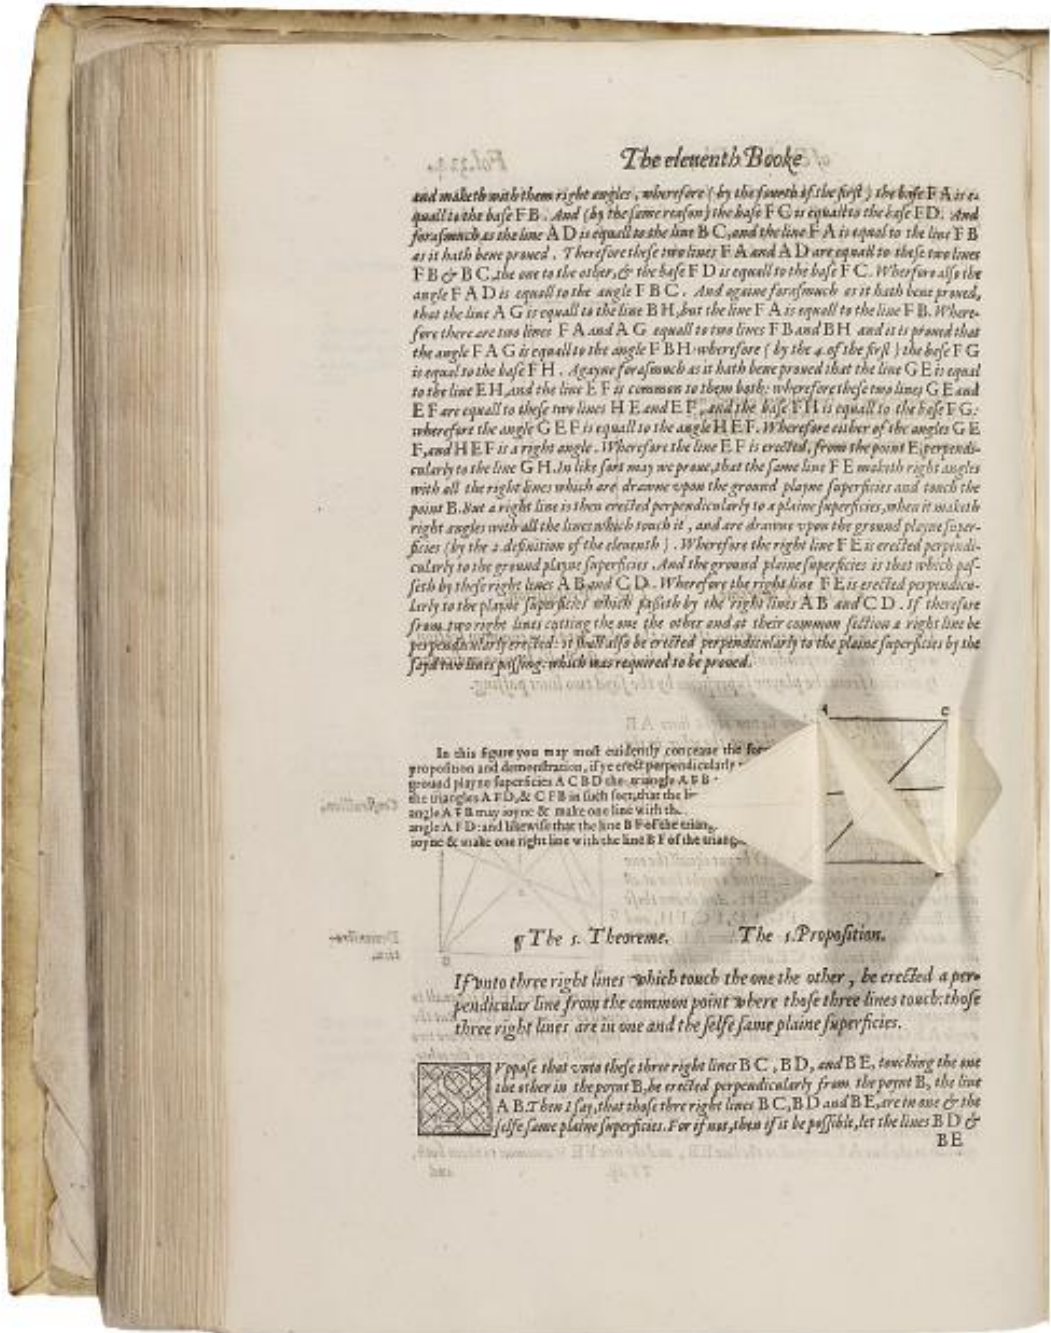 The eleuenth Booke
and maketh with them right angles, wherefore (by the fourth of the first) the base F A is e-
quall to the base F B. And (by the same reason) the base F C is equall to the base F D. And
forasmuch as the line A D is equall to the line B C, and the line F A is equal to the line F B
as it hath bene proued. Therefore these two lines F A and A D are equall to these two lines
F B & B C, the one to the other, & the base F D is equall to the base F C. Wherfore also the
angle F A D is equall to the angle F B C. And againe forasmuch as it hath bene proued,
that the line A G is equall to the line B H, but the line F A is equall to the line F B. Where-
fore there are two lines F A and A G equall to two lines F B and B H and it is proued that
the angle F A G is equall to the angle F B H: wherefore (by the 4. of the first) the base F G
is equal to the base F H. Agayne forasmuch as it hath bene proued that the line G E is equal
to the line E H, and the line E F is common to them both: wherefore these two lines G E and
E F are equall to these two lines H E and E F, and the base F H is equall to the base F G:
wherefore the angle G E F is equall to the angle H E F. Wherefore either of the angles G E
F, and H E F is a right angle. Wherefore the line E F is erected, from the point E, perpendi-
cularly to the line G H. In like sort may we proue, that the same line F E maketh right angles
with all the right lines which are drawne vpon the ground playne superficies and touch the
point B. But a right line is then erected perpendicularly to a plaine superficies, when it maketh
right angles with all the lines which touch it, and are drawne vpon the ground playne super-
ficies (by the 2. definition of the eleuenth). Wherefore the right line F E is erected perpendi-
cularly to the ground playne superficies. And the ground plaine superficies is that which pas-
seth by these right lines A B and C D. Wherefore the right line F E is erected perpendicu-
larly to the playne superficies which passeth by the right lines A B and C D. If therefore
from two right lines cutting the one the other and at their common section a right line be
perpendicularly erected: it shall also be erected perpendicularly to the plaine superficies by the
sayd two lines passing: which was required to be proued.
A C
In this figure you may most euidently conceaue the
proposition and demonstration, if ye erect perpendicularly
ground playne superficies A C B D the triangle A F B
the triangles A F D, & C F B in such sort, that the
angle A F B may ioyne & make one line with the
angle A F D: and likewise that the line B F of the
ioyne & make one right line with the line B F of the
¶ The 5. Theoreme. The 5. Proposition.
If vnto three right lines which touch the one the other, be erected a per-
pendicular line from the common point where those three lines touch: those
three right lines are in one and the selfe same plaine superficies.
SVppose that vnto these three right lines B C, B D, and B E, touching the one
the other in the poynt B, be erected perpendicularly from the poynt B, the line
A B. Then I say, that those thre right lines B C, B D and B E, are in one & the
selfe same plaine superficies. For if not, then if it be possible, let the lines B D &
B E